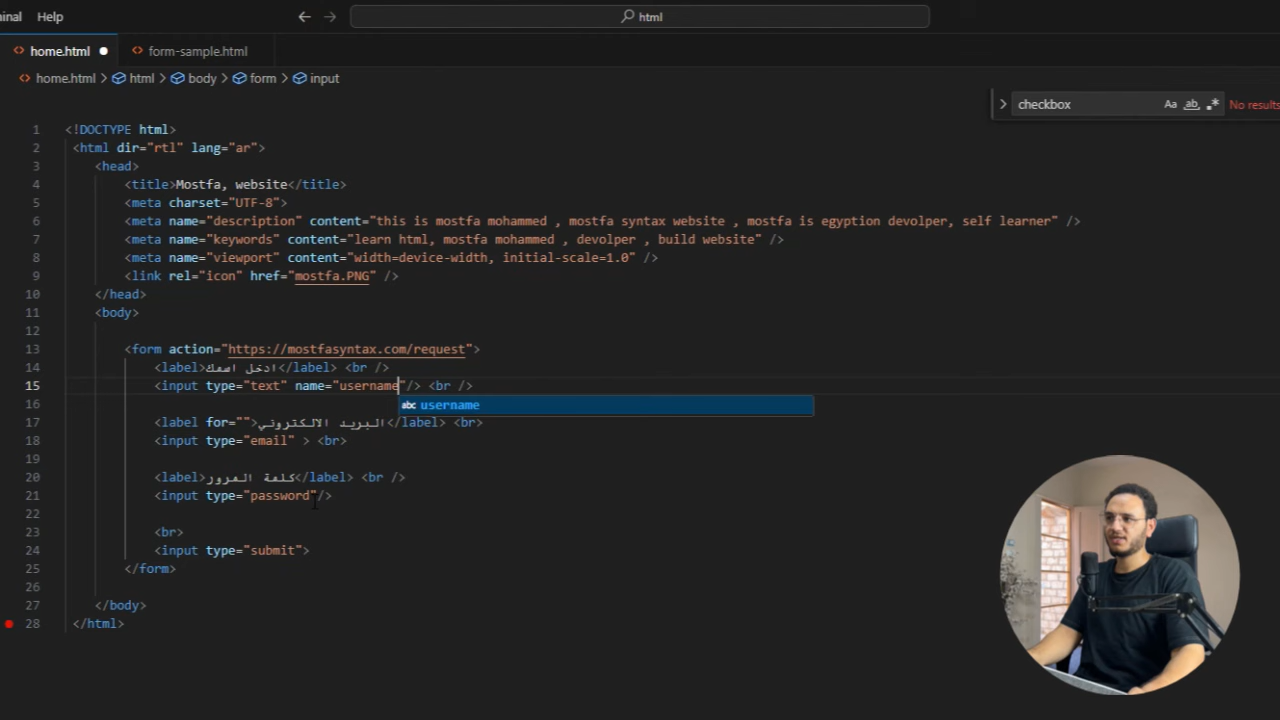 inal Help
html
home.html form-sample.html
home.html > html > body > form > input
checkbox Aa ab No results
1 <!DOCTYPE html>
2 <html dir="rtl" lang="ar">
3 <head>
4 <title>Mostfa, website</title>
5 <meta charset="UTF-8">
6 <meta name="description" content="this is mostfa mohammed , mostfa syntax website , mostfa is egyption devolper, self learner" />
7 <meta name="keywords" content="learn html, mostfa mohammed , devolper , build website" />
8 <meta name="viewport" content="width=device-width, initial-scale=1.0" />
9 <link rel="icon" href="mostfa.PNG" />
10 </head>
11 <body>
12
13 <form action="https://mostfasyntax.com/request">
14 <label>ادخل اسمك</label> <br />
15 <input type="text" name="username"/> <br />
abc username
16
17 <label for="">البريد الالكتروني</label> <br>
18 <input type="email" > <br>
19
20 <label>كلمة المرور</label> <br />
21 <input type="password"/>
22
23 <br>
24 <input type="submit">
25 </form>
26
27 </body>
28 </html>